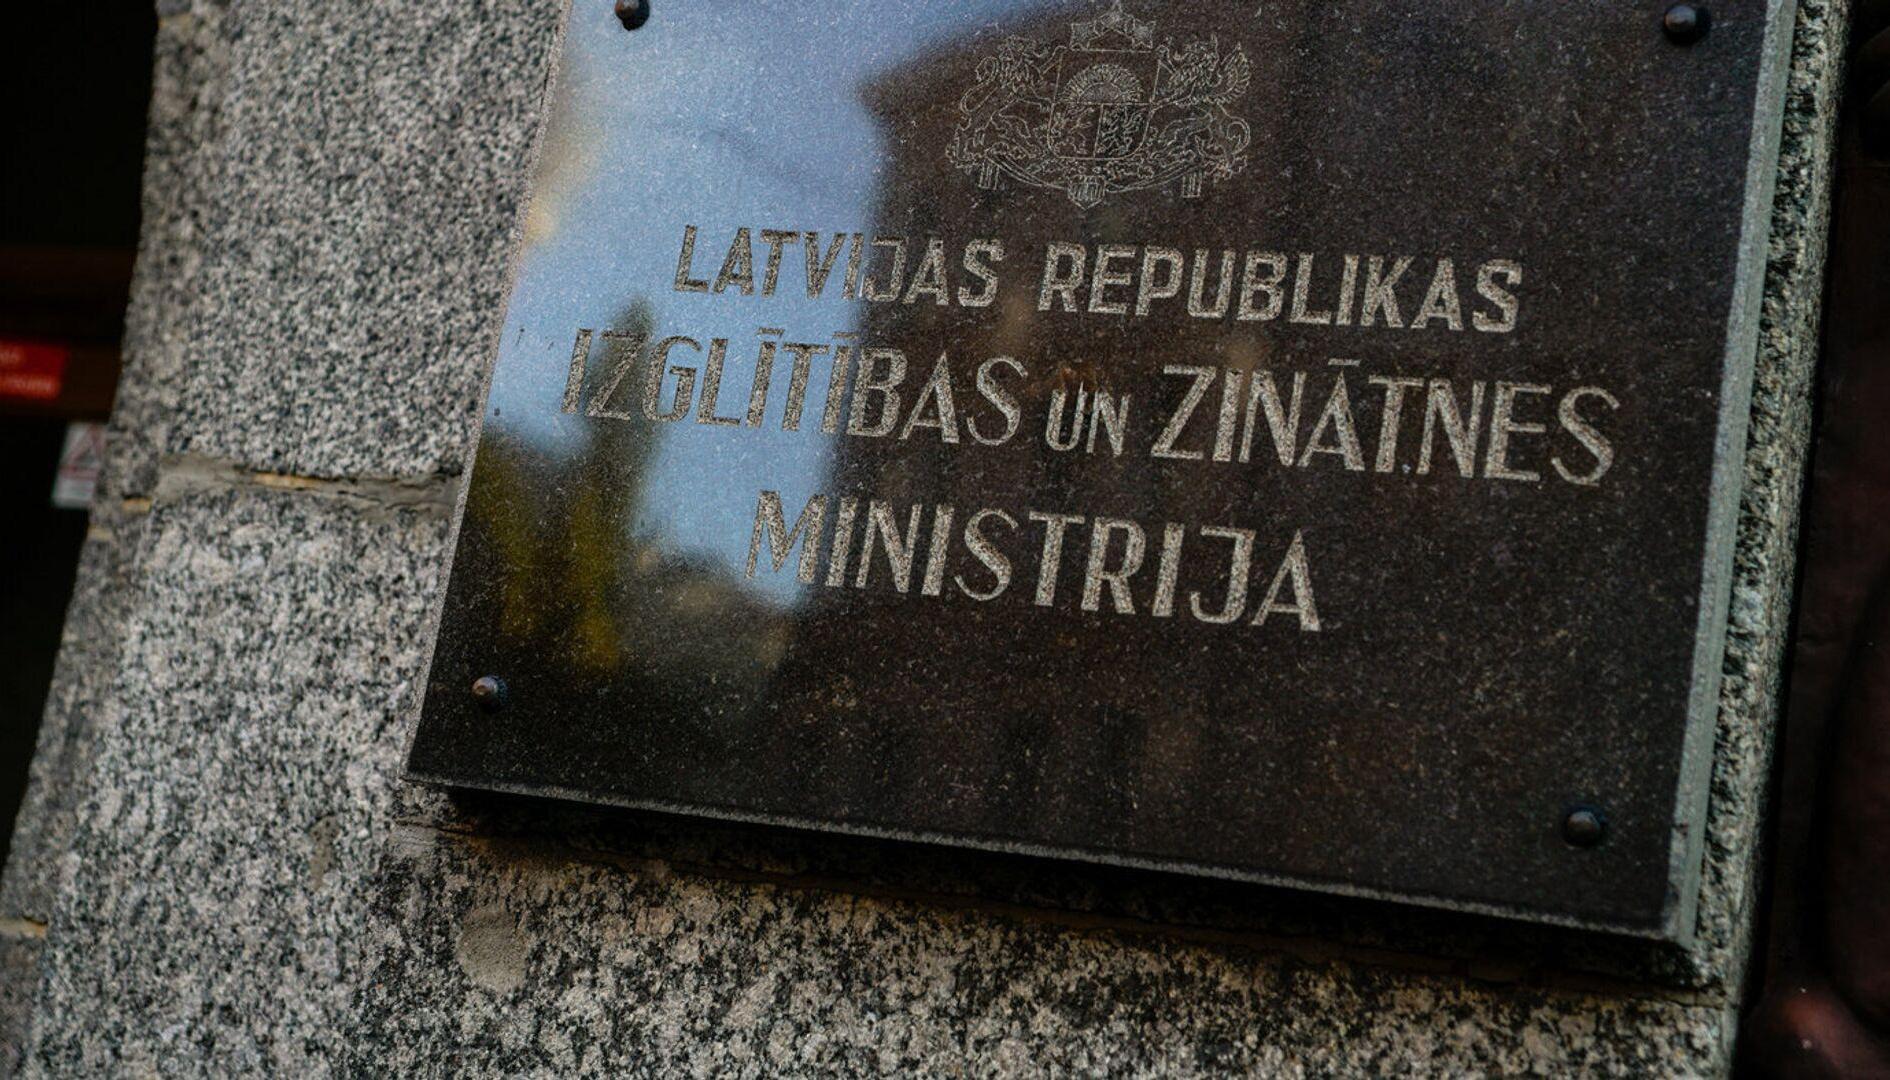 LATVIJAS REPUBLIKAS
IZGLĪTĪBAS UN ZINĀTNES
MINISTRIJA